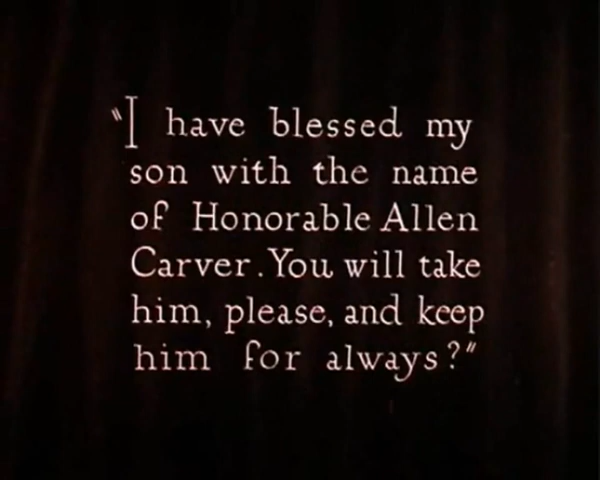 "I have blessed my
son with the name
of Honorable Allen
Carver. You will take
him, please, and keep
him for always?"